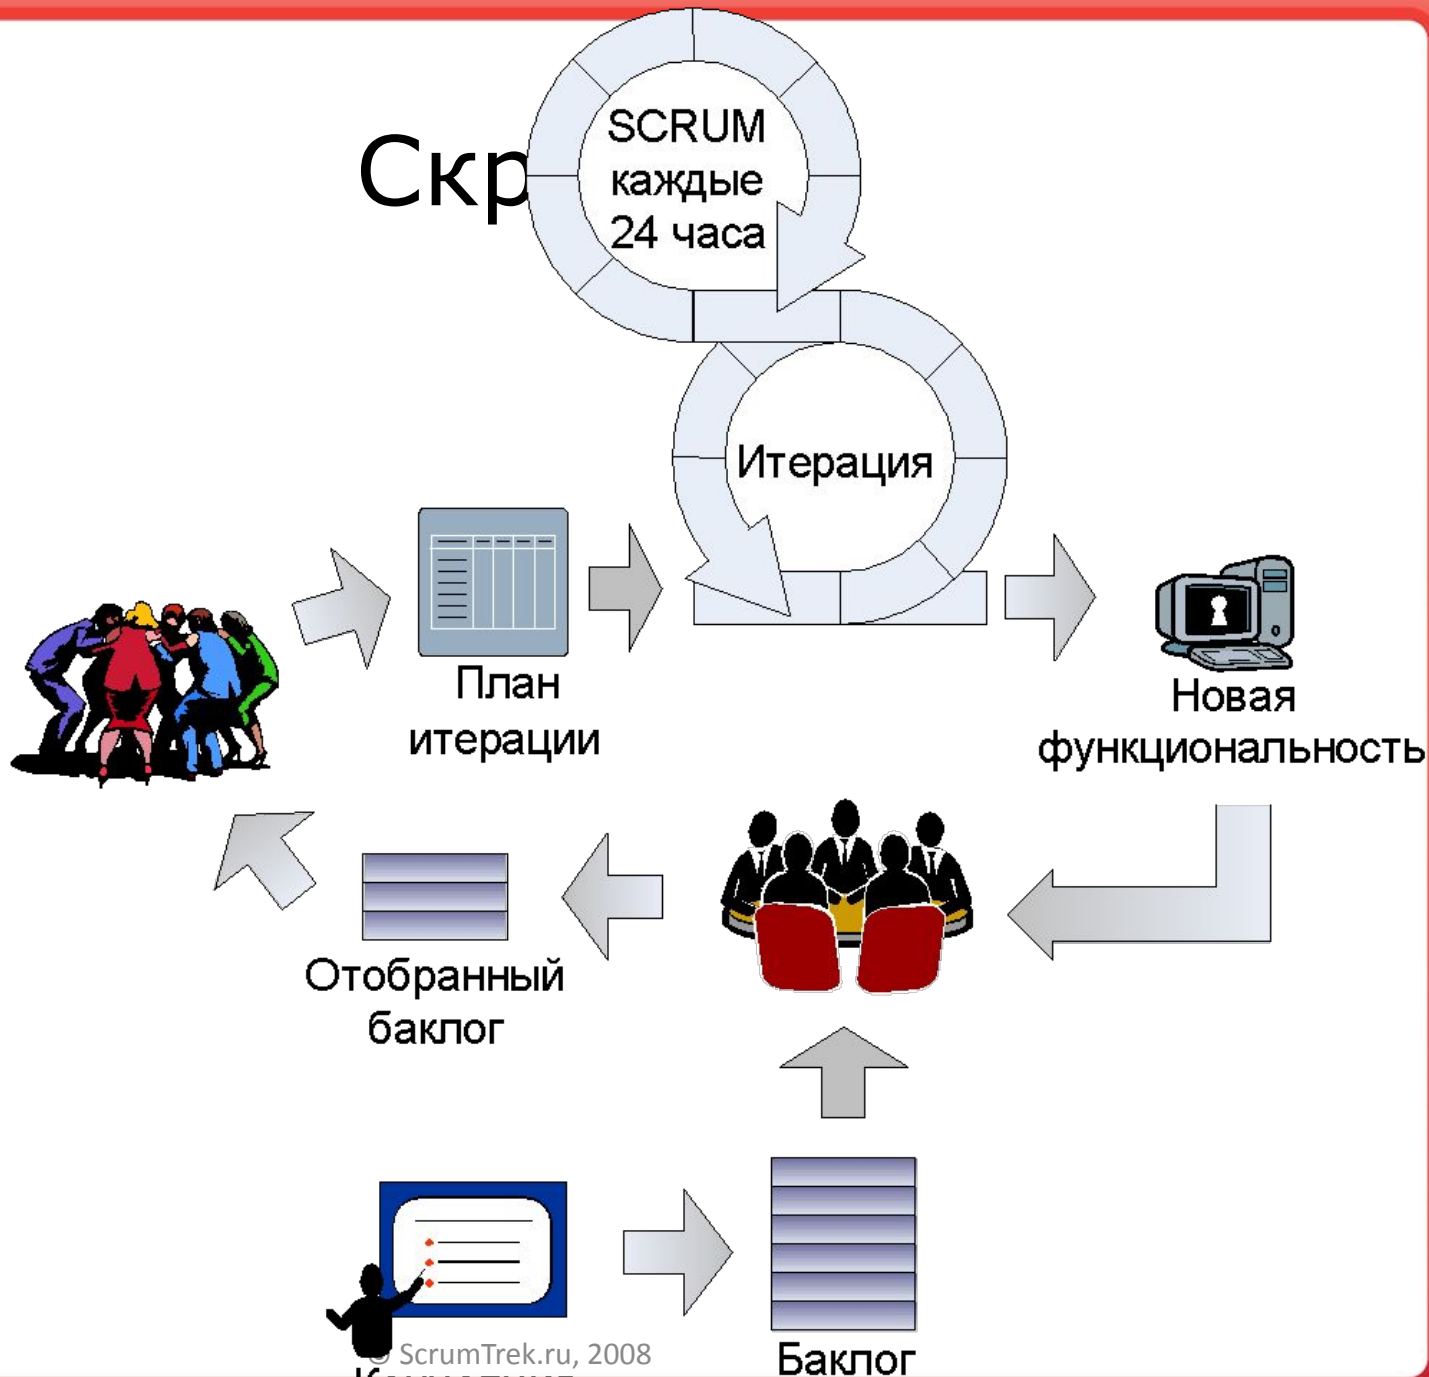 SCRUM
каждые
24 часа
Скр
Итерация
План
итерации
Новая
функциональность
Отобранный
баклог
© ScrumTrek.ru, 2008
Баклог